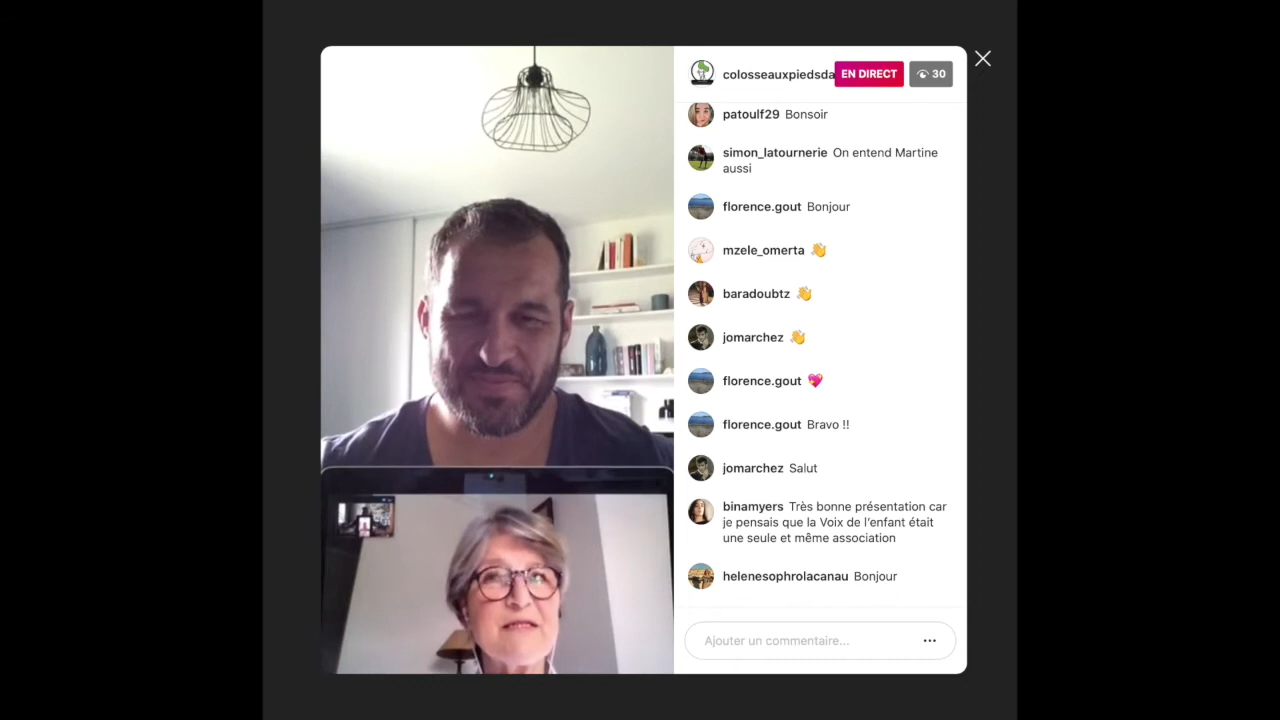 colosseauxpiedsda
EN DIRECT
30
patoulf29 Bonsoir
simon_latournerie On entend Martine
aussi
florence.gout Bonjour
mzele_omerta 👋
baradoubtz 👋
jomarchez 👋
florence.gout 💖
florence.gout Bravo !!
jomarchez Salut
binamyers Très bonne présentation car
je pensais que la Voix de l'enfant était
une seule et même association
helenesophrolacanau Bonjour
Ajouter un commentaire...